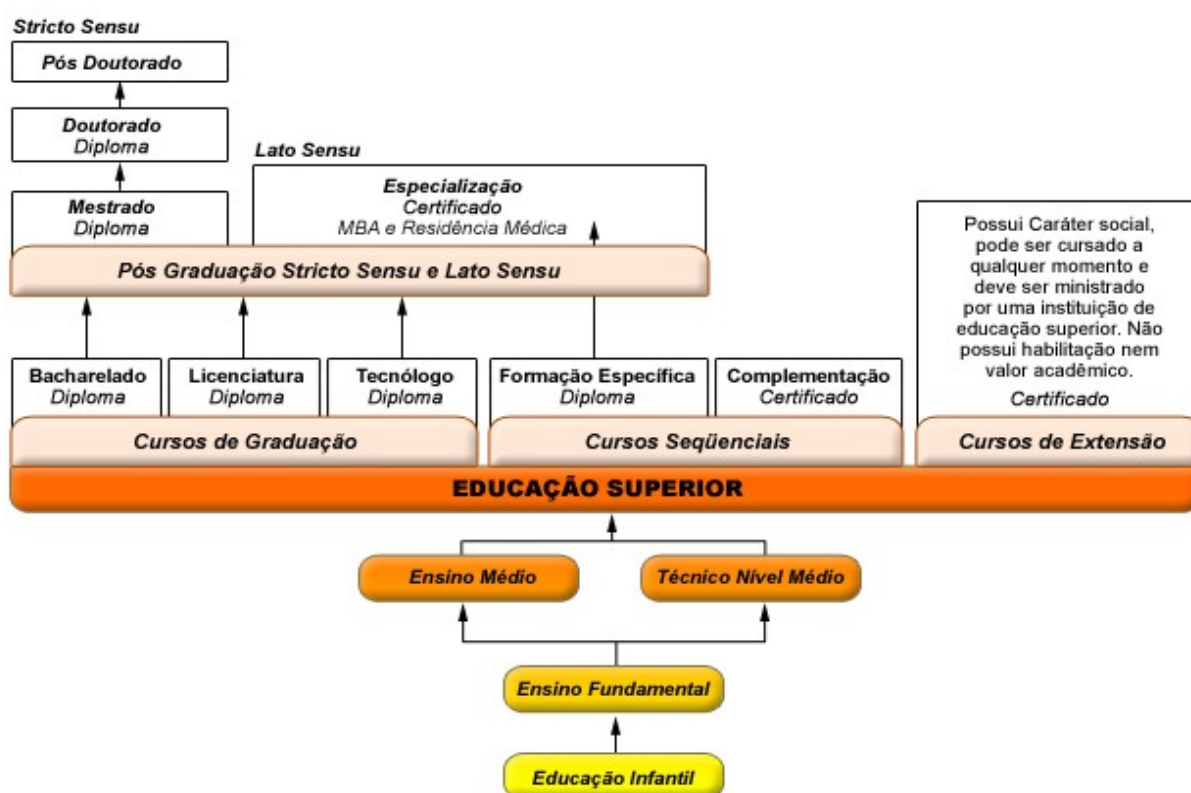 Stricto Sensu
Pós Doutorado
Doutorado
Diploma
Mestrado
Diploma
Lato Sensu
Especialização
Certificado
MBA e Residência Médica
Pós Graduação Stricto Sensu e Lato Sensu
Possui Caráter social,
pode ser cursado a
qualquer momento e
deve ser ministrado
por uma instituição de
educação superior. Não
possui habilitação nem
valor acadêmico.
Certificado
Bacharelado
Diploma
Licenciatura
Diploma
Tecnólogo
Diploma
Formação Específica
Diploma
Complementação
Certificado
Cursos de Graduação
Cursos Seqüenciais
Cursos de Extensão
EDUCAÇÃO SUPERIOR
Ensino Médio
Técnico Nível Médio
Ensino Fundamental
Educação Infantil